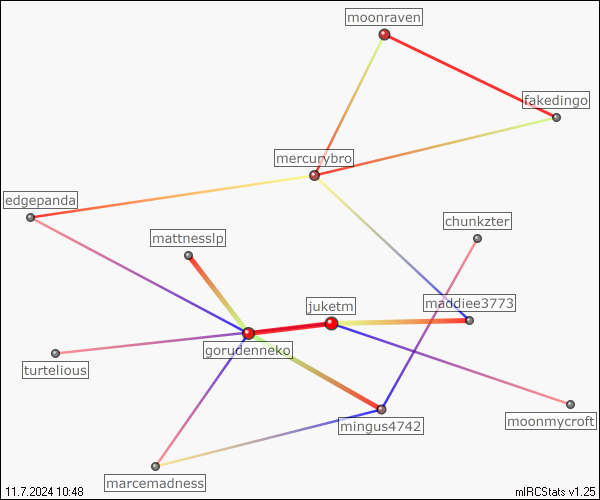 moonraven
fakedingo
mercurybro
edgepanda
chunkzter
mattnesslp
juketm
maddiee3773
gorudenneko
turtelious
moonmycroft
mingus4742
marcemadness
11.7.2024 10:48
mIRCStats v1.25